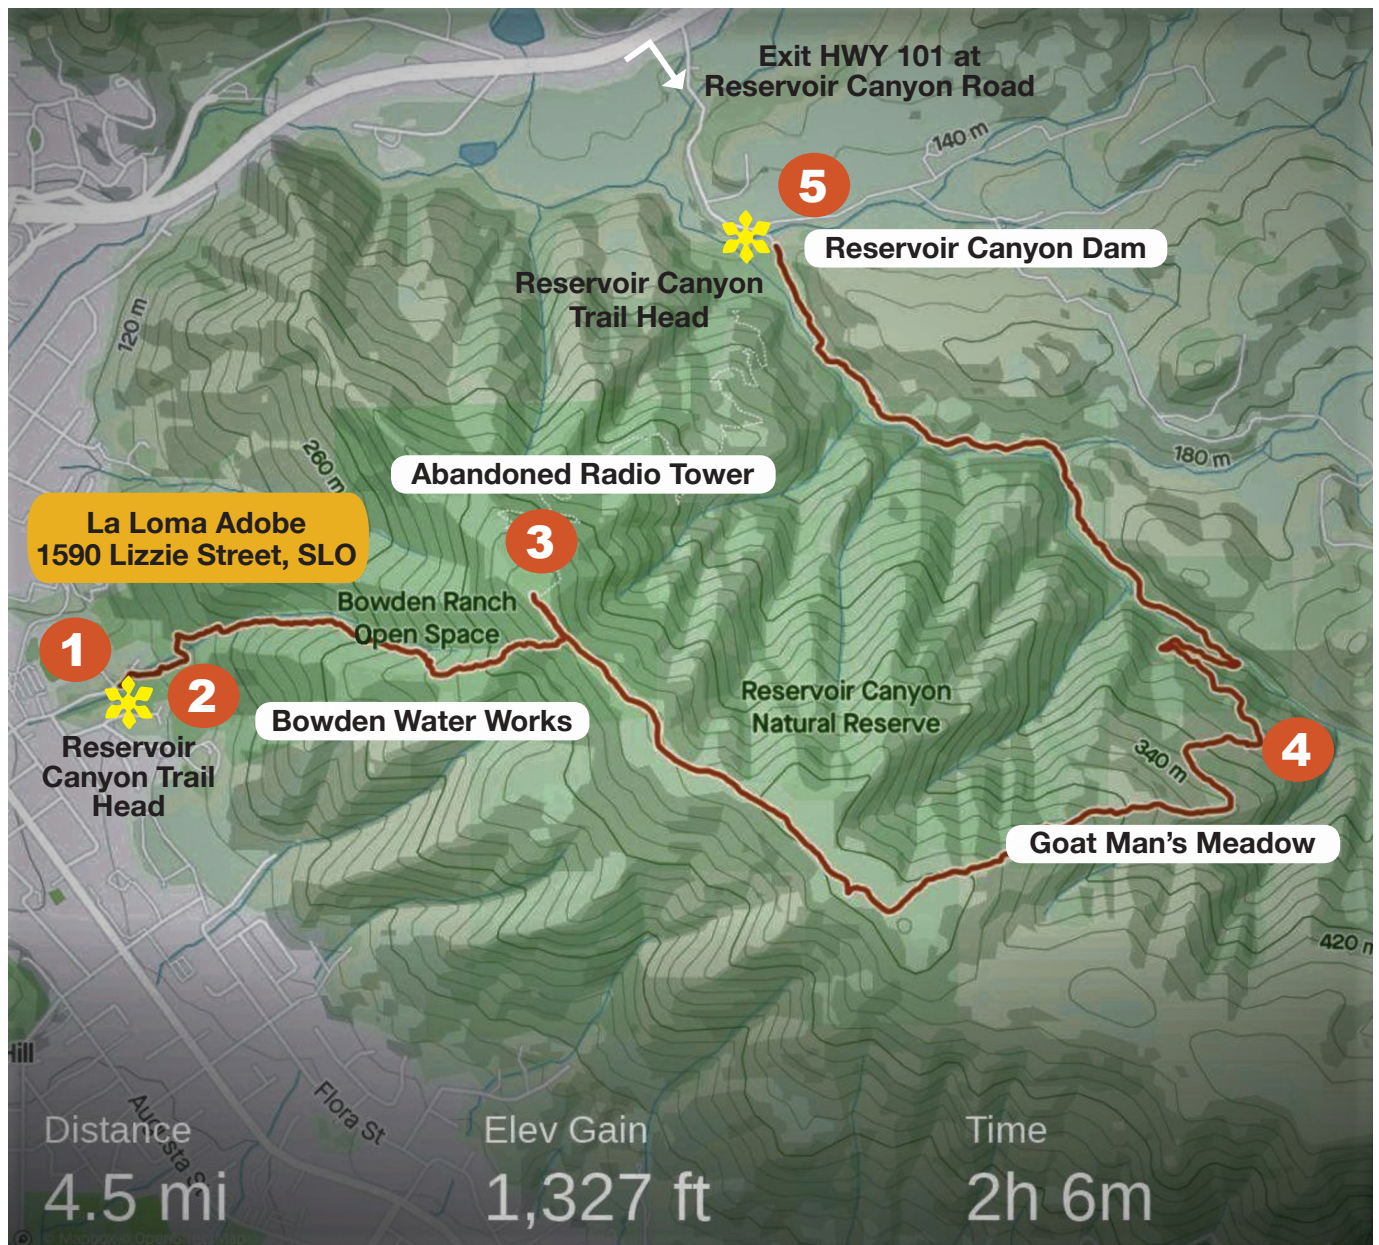 Exit HWY 101 at
Reservoir Canyon Road
140 m
5
Reservoir Canyon Dam
Reservoir Canyon
Trail Head
120 m
260 m
180 m
Abandoned Radio Tower
La Loma Adobe
1590 Lizzie Street, SLO
3
Bowden Ranch
Open Space
1
2
Reservoir Canyon
Natural Reserve
Bowden Water Works
Reservoir
Canyon Trail
Head
340 m
4
Goat Man's Meadow
420 m
Hill
Flora St
Augusta St
Distance
4.5 mi
Elev Gain
1,327 ft
Time
2h 6m